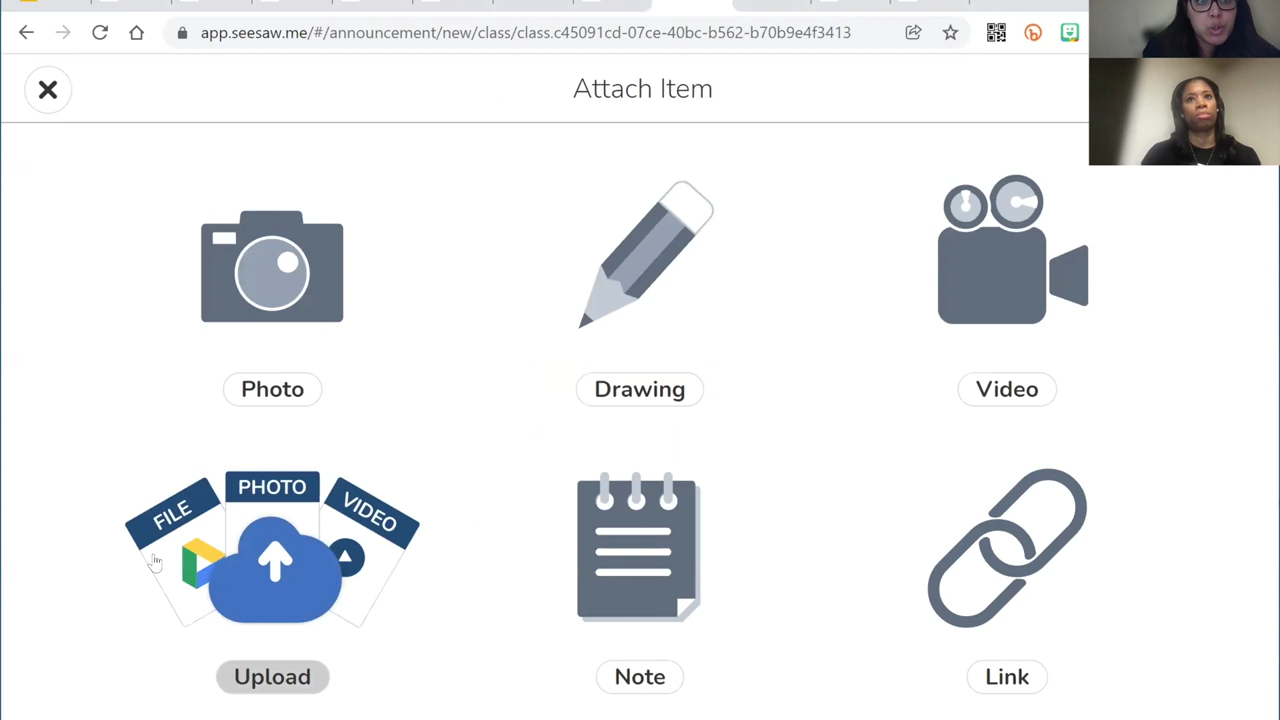 app.seesaw.me/#/announcement/new/class/class.c45091cd-07ce-40bc-b562-b70b9e4f3413
Attach Item
Photo
Drawing
Video
FILE
PHOTO
VIDEO
Upload
Note
Link